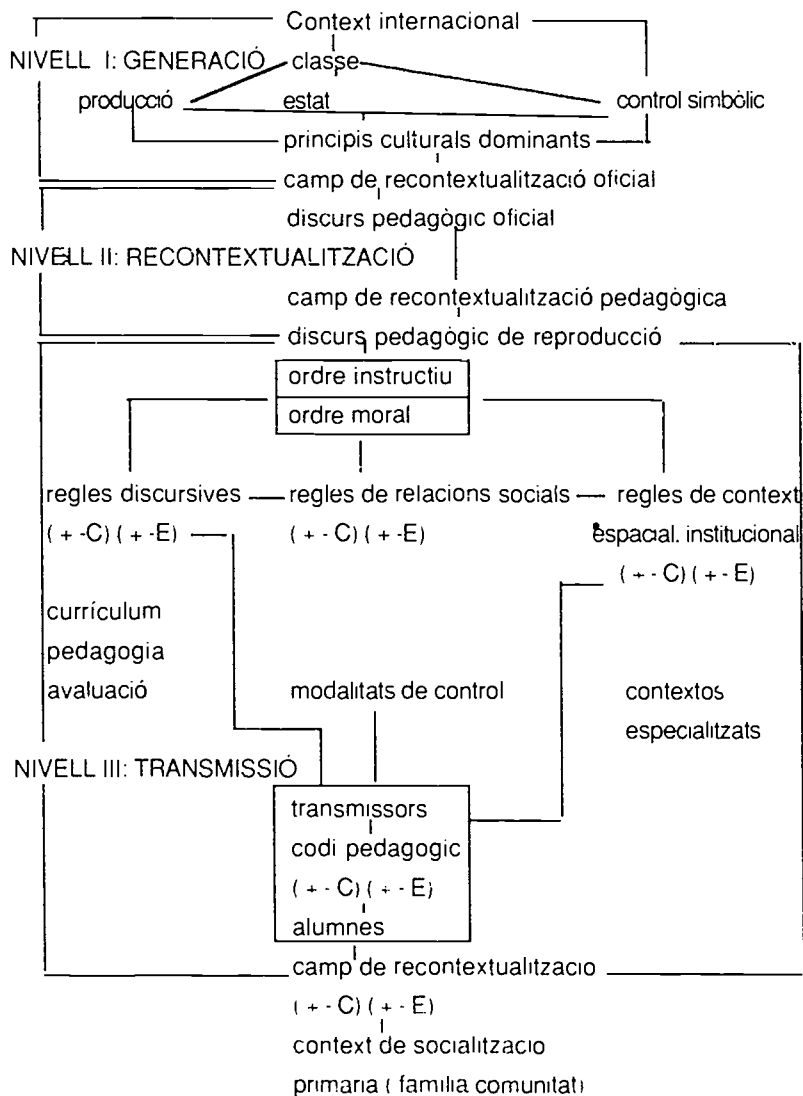 Context internacional
NIVELL I: GENERACIÓ classe
producció estat control simbòlic
principis culturals dominants
camp de recontextualització oficial
discurs pedagògic oficial
NIVELL II: RECONTEXTUALITZACIÓ
camp de recontextualització pedagògica
discurs pedagògic de reproducció
ordre instructiu
ordre moral
regles discursives regles de relacions socials regles de context
( + -C) ( + -E) ( + - C) ( + -E) espacial. institucional
( + - C) ( + - E)
currículum
pedagogia
avaluació modalitats de control contextos
especialitzats
NIVELL III: TRANSMISSIÓ
transmissors
codi pedagogic
( + - C) ( + - E)
alumnes
camp de recontextualitzacio
( + - C) ( + - E)
context de socialitzacio
primaria ( familia comunitat)